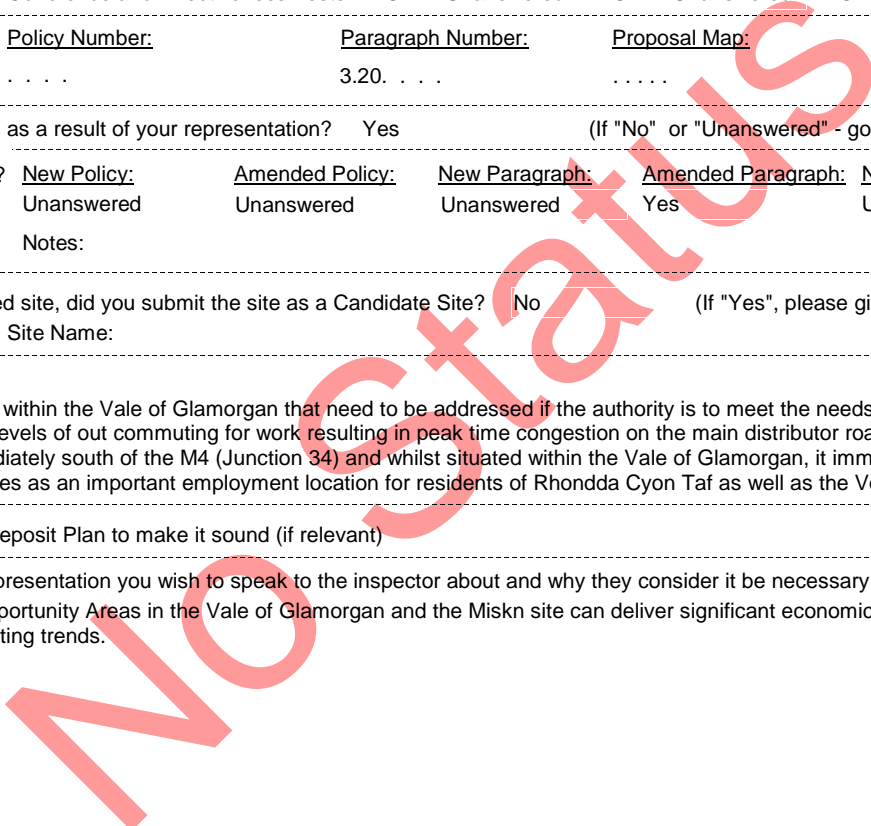 Policy Number: Paragraph Number: Proposal Map:
. . . . 3.20. . . . . . . . .
as a result of your representation? Yes (If "No" or "Unanswered" - go
? New Policy: Amended Policy: New Paragraph: Amended Paragraph: N
Unanswered Unanswered Unanswered Yes U
Notes:
ed site, did you submit the site as a Candidate Site? No (If "Yes", please gi
Site Name:
within the Vale of Glamorgan that need to be addressed if the authority is to meet the needs
evels of out commuting for work resulting in peak time congestion on the main distributor roa
diately south of the M4 (Junction 34) and whilst situated within the Vale of Glamorgan, it imm
es as an important employment location for residents of Rhondda Cyon Taf as well as the V
eposit Plan to make it sound (if relevant)
presentation you wish to speak to the inspector about and why they consider it be necessary
portunity Areas in the Vale of Glamorgan and the Miskn site can deliver significant economic
ting trends.
No Status